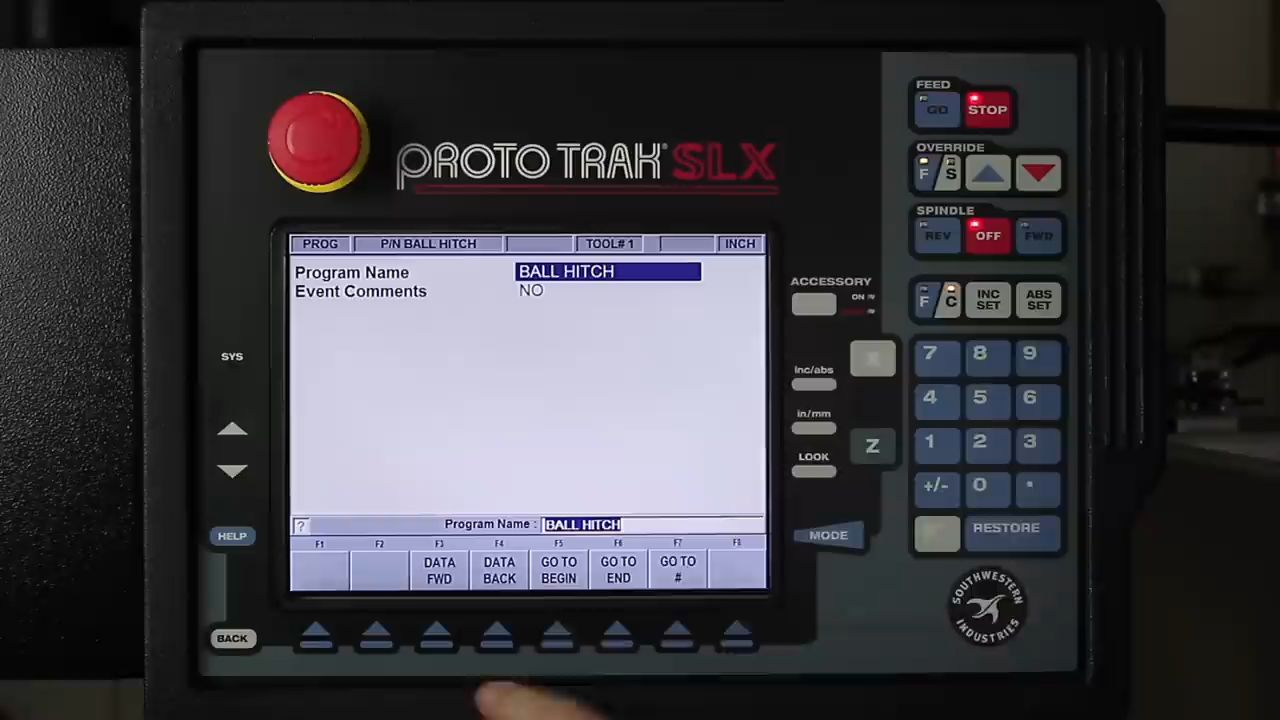 PROTO TRAK® SLX
FEED
GO STOP
OVERRIDE
F/S
SPINDLE
REV OFF FWD
PROG P/N BALL HITCH TOOL# 1 INCH
Program Name BALL HITCH
Event Comments NO
? Program Name : BALL HITCH
F1 F2 F3 F4 F5 F6 F7 F8
DATA FWD
DATA BACK
GO TO BEGIN
GO TO END
GO TO #
SYS
HELP
BACK
ACCESSORY
ON
inc/abs
in/mm
LOOK
MODE
X
Z
F/C
INC SET
ABS SET
7 8 9
4 5 6
1 2 3
+/- 0 .
RESTORE
SOUTHWESTERN
INDUSTRIES